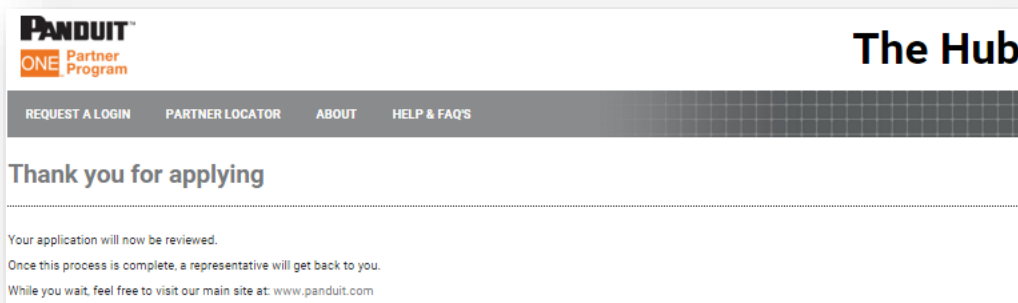 PANDUIT™
ONE Partner Program
The Hub
REQUEST A LOGIN PARTNER LOCATOR ABOUT HELP & FAQ'S
Thank you for applying
Your application will now be reviewed.
Once this process is complete, a representative will get back to you.
While you wait, feel free to visit our main site at: www.panduit.com